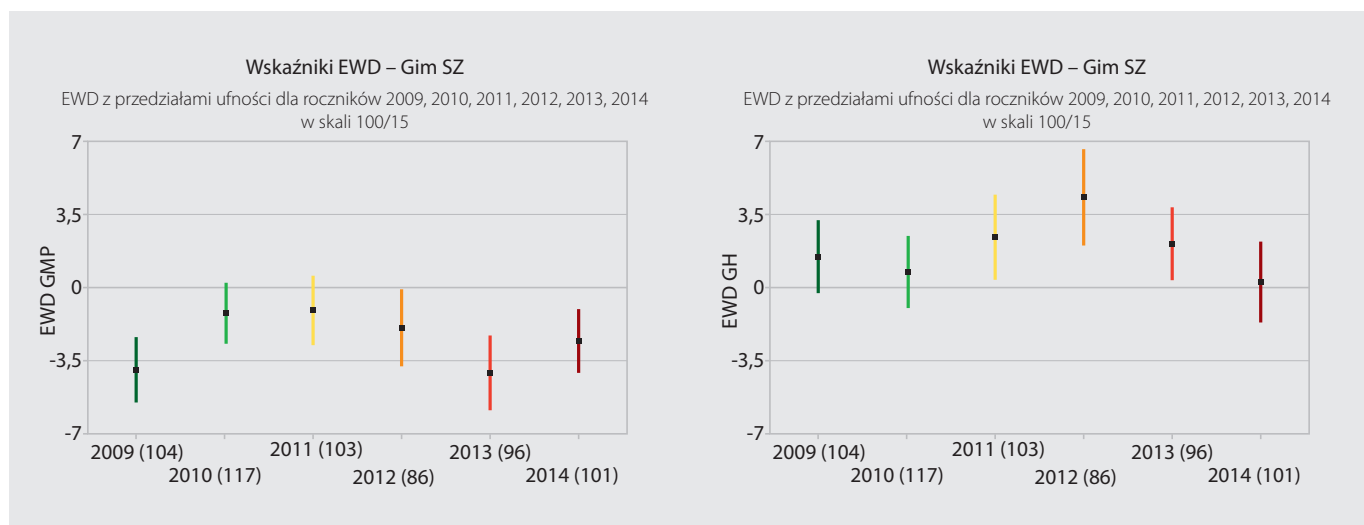 Wskaźniki EWD – Gim SZ
EWD z przedziałami ufności dla roczników 2009, 2010, 2011, 2012, 2013, 2014
w skali 100/15
7
3,5
0
-3,5
-7
EWD GMP
2009 (104)
2010 (117)
2011 (103)
2012 (86)
2013 (96)
2014 (101)
Wskaźniki EWD – Gim SZ
EWD z przedziałami ufności dla roczników 2009, 2010, 2011, 2012, 2013, 2014
w skali 100/15
7
3,5
0
-3,5
-7
EWD GH
2009 (104)
2010 (117)
2011 (103)
2012 (86)
2013 (96)
2014 (101)